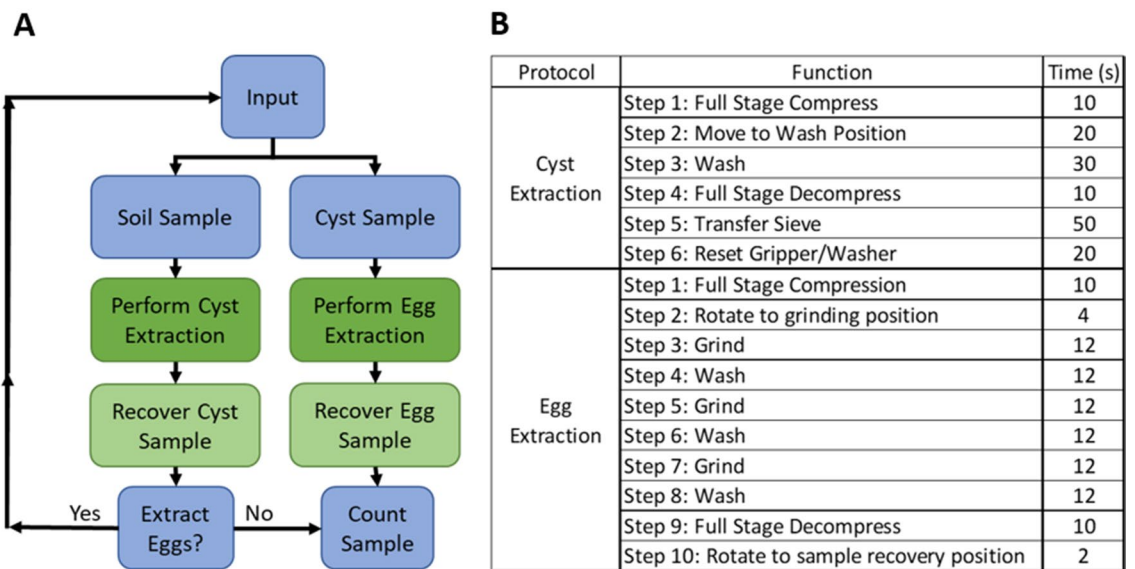 A
Input
Soil Sample
Cyst Sample
Perform Cyst
Extraction
Perform Egg
Extraction
Recover Cyst
Sample
Recover Egg
Sample
Yes
Extract
Eggs?
No
Count
Sample
B
Protocol Function Time (s)
Cyst
Extraction
Step 1: Full Stage Compress 10
Step 2: Move to Wash Position 20
Step 3: Wash 30
Step 4: Full Stage Decompress 10
Step 5: Transfer Sieve 50
Step 6: Reset Gripper/Washer 20
Egg
Extraction
Step 1: Full Stage Compression 10
Step 2: Rotate to grinding position 4
Step 3: Grind 12
Step 4: Wash 12
Step 5: Grind 12
Step 6: Wash 12
Step 7: Grind 12
Step 8: Wash 12
Step 9: Full Stage Decompress 10
Step 10: Rotate to sample recovery position 2